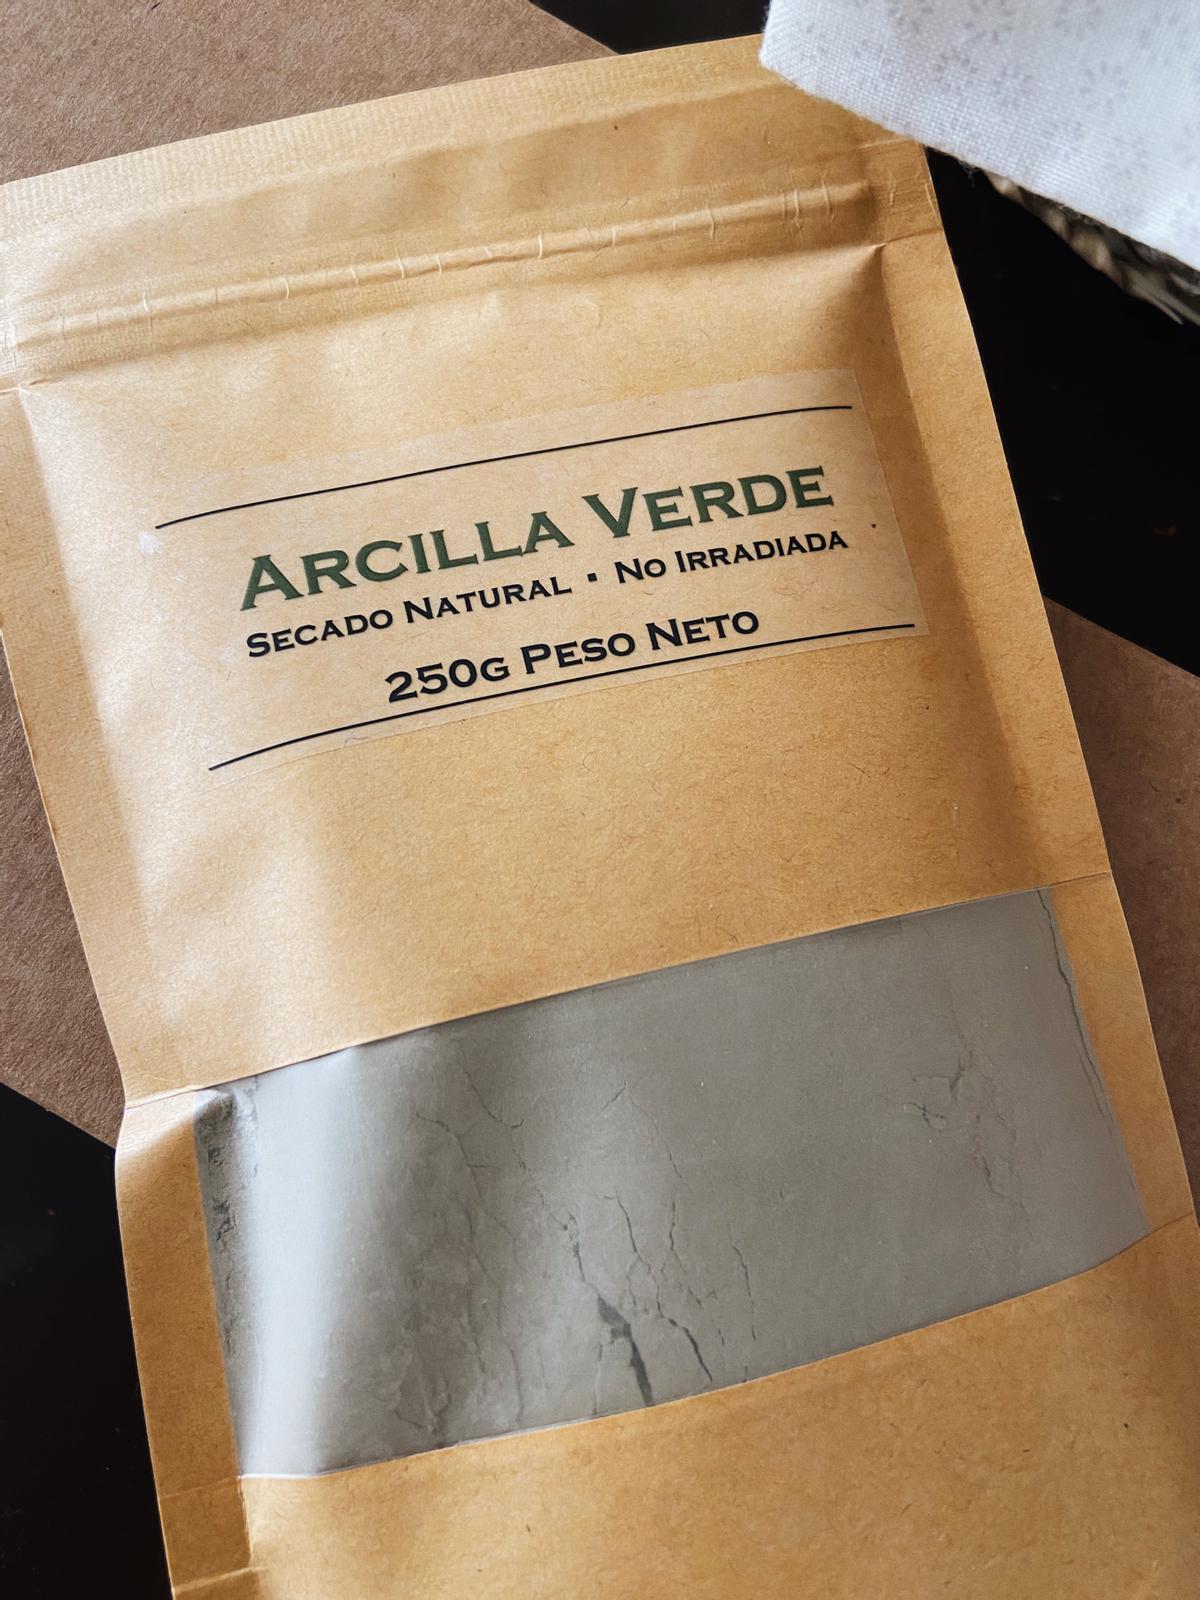 ARCILLA VERDE
SECADO NATURAL ▪ NO IRRADIADA
250G PESO NETO